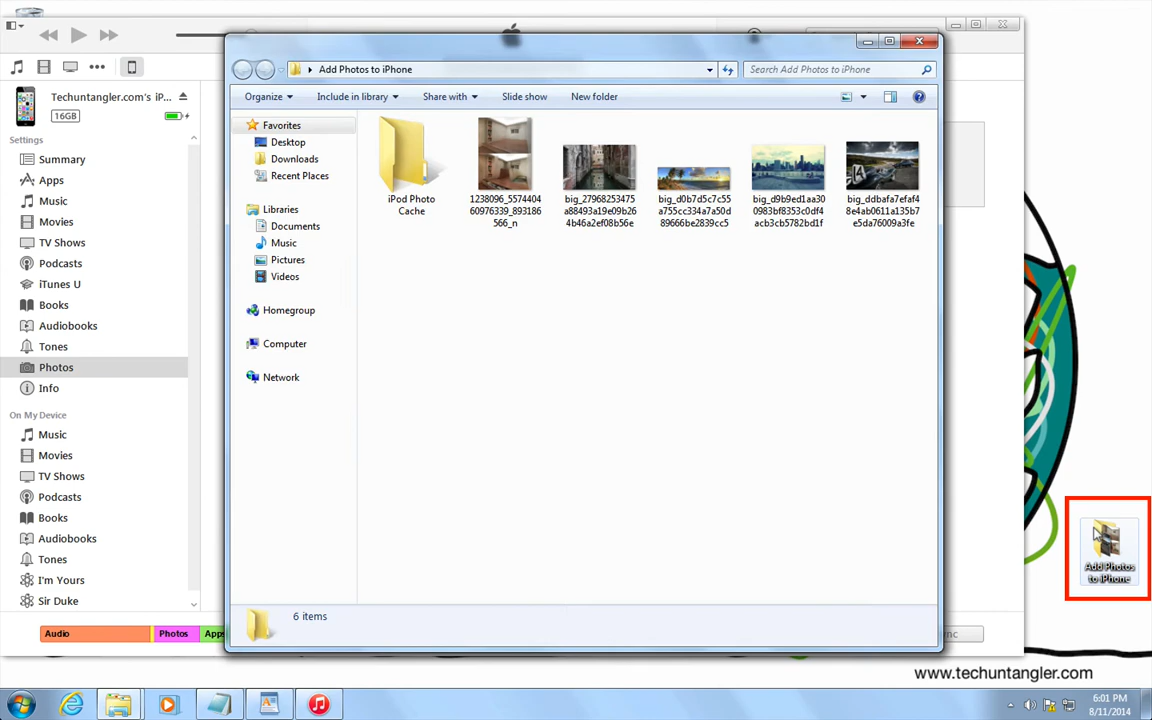 Techuntangler.com's iP...
16GB
Settings
Summary
Apps
Music
Movies
TV Shows
Podcasts
iTunes U
Books
Audiobooks
Tones
Photos
Info
On My Device
Music
Movies
TV Shows
Podcasts
Books
Audiobooks
Tones
I'm Yours
Sir Duke
Audio
Photos
Apps
Add Photos to iPhone
Search Add Photos to iPhone
Organize
Include in library
Share with
Slide show
New folder
Favorites
Desktop
Downloads
Recent Places
Libraries
Documents
Music
Pictures
Videos
Homegroup
Computer
Network
iPod Photo
Cache
1238096_5574404
60976339_893186
566_n
big_27968253475
a88493a19e09b26
4b46a2ef08b56e
big_d0b7d5c7c55
a755cc334a7a50d
89666be2839cc5
big_d9b9ed1aa30
0983bf8353c0df4
acb3cb5782bd1f
big_ddbafa7efaf4
8e4ab0611a135b7
e5da76009a3fe
6 items
Add Photos
to iPhone
www.techuntangler.com
6:01 PM
8/11/2014